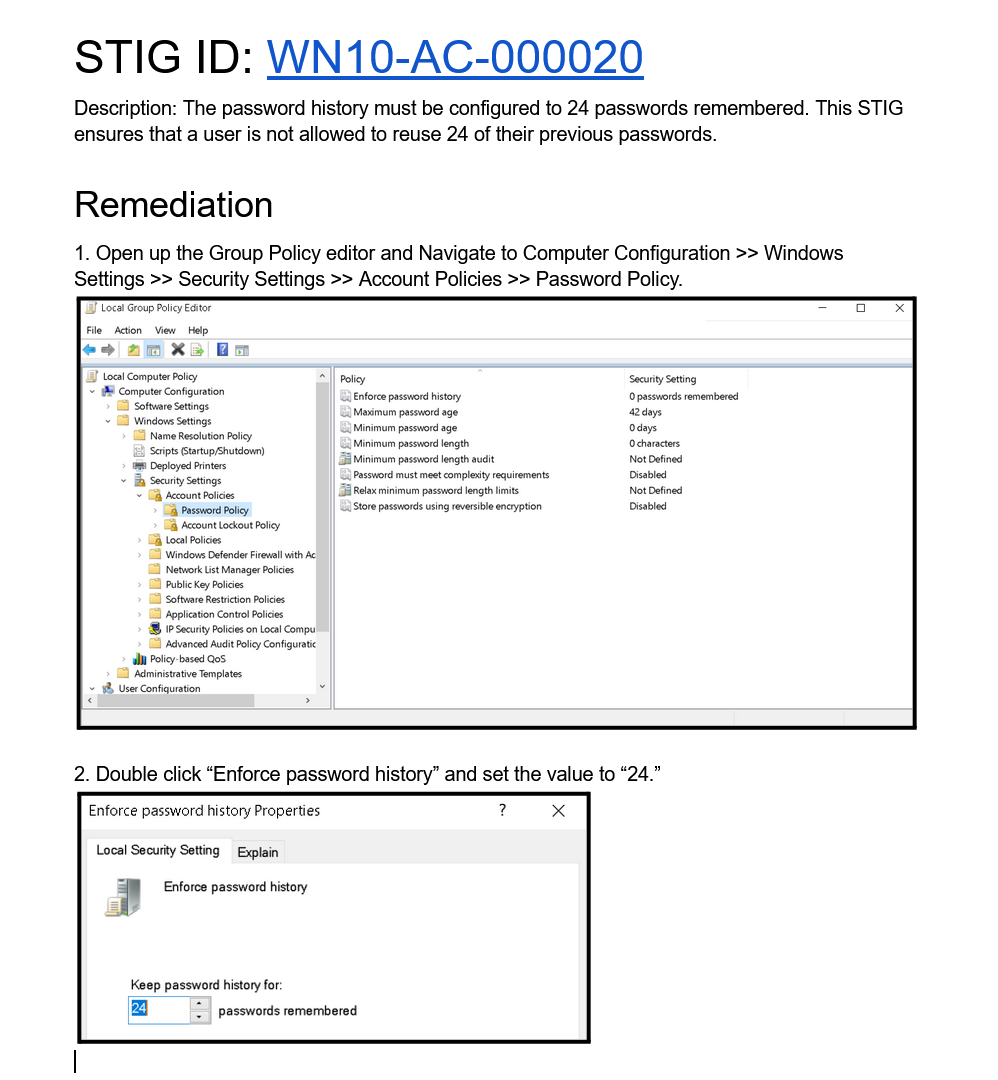 STIG ID: WN10-AC-000020
Description: The password history must be configured to 24 passwords remembered. This STIG
ensures that a user is not allowed to reuse 24 of their previous passwords.
Remediation
1. Open up the Group Policy editor and Navigate to Computer Configuration >> Windows
Settings >> Security Settings >> Account Policies >> Password Policy.
Local Group Policy Editor
File Action View Help
Local Computer Policy
Computer Configuration
Software Settings
Windows Settings
Name Resolution Policy
Scripts (Startup/Shutdown)
Deployed Printers
Security Settings
Account Policies
Password Policy
Account Lockout Policy
Local Policies
Windows Defender Firewall with Ac
Network List Manager Policies
Public Key Policies
Software Restriction Policies
Application Control Policies
IP Security Policies on Local Compu
Advanced Audit Policy Configuratic
Policy-based QoS
Administrative Templates
User Configuration
Policy Security Setting
Enforce password history 0 passwords remembered
Maximum password age 42 days
Minimum password age 0 days
Minimum password length 0 characters
Minimum password length audit Not Defined
Password must meet complexity requirements Disabled
Relax minimum password length limits Not Defined
Store passwords using reversible encryption Disabled
2. Double click “Enforce password history” and set the value to “24.”
Enforce password history Properties ?
Local Security Setting Explain
Enforce password history
Keep password history for:
24 passwords remembered